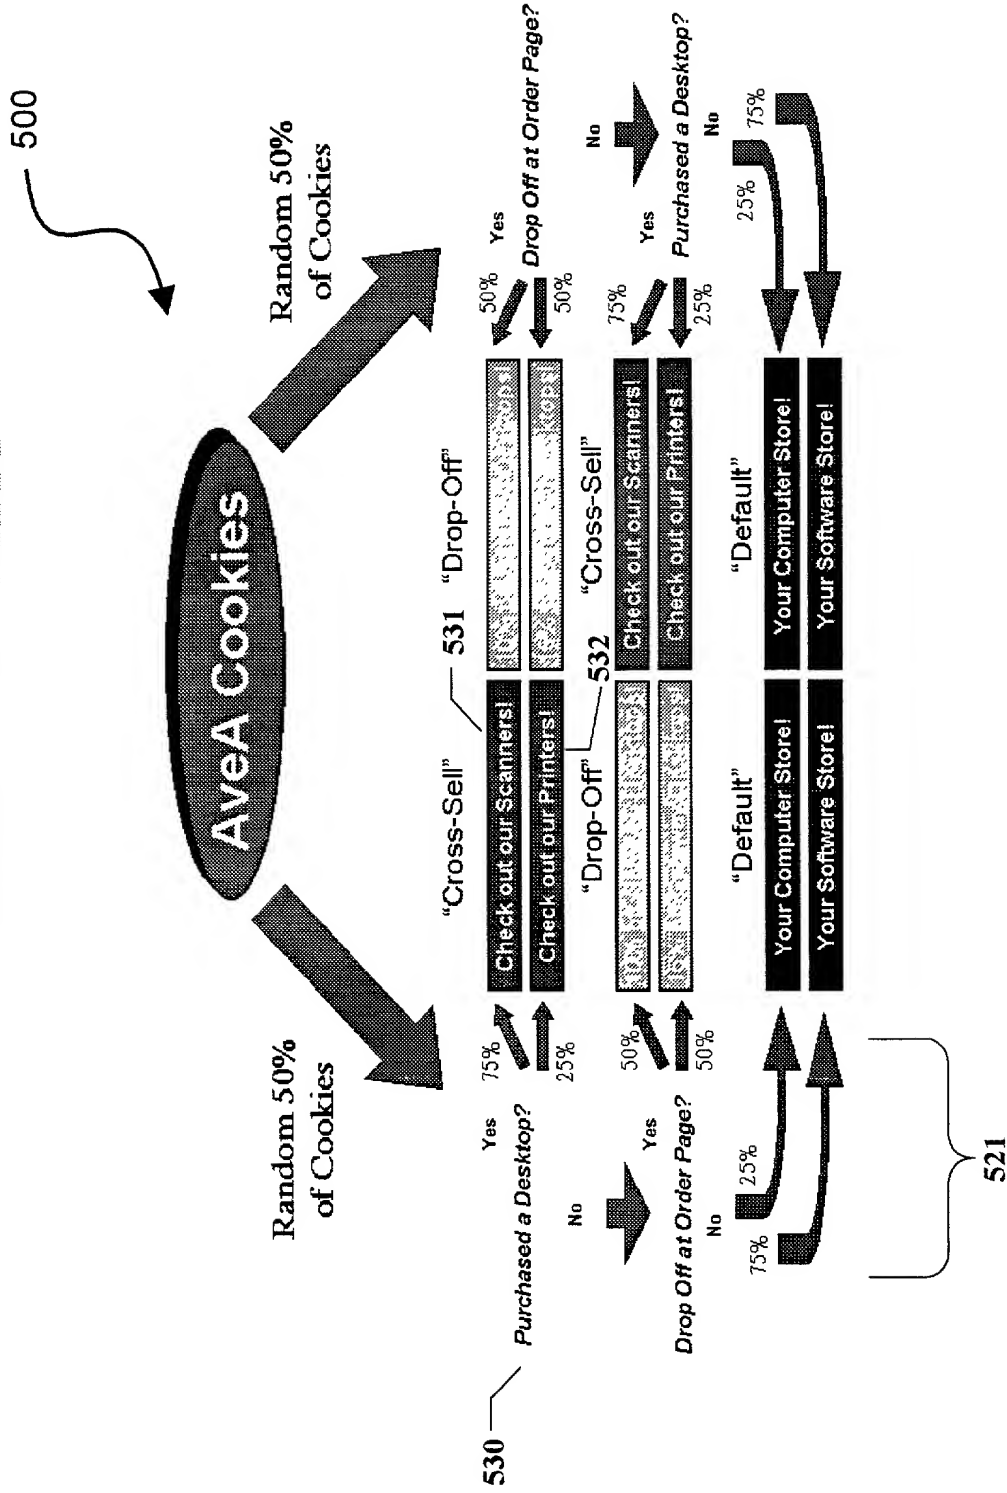 500
AveA Cookies
Random 50%
of Cookies
Random 50%
of Cookies
"Cross-Sell"
531
"Drop-Off"
530
Purchased a Desktop?
Yes
75%
25%
Check out our Scanners!
Check out our Printers!
50%
50%
Yes
Drop Off at Order Page?
No
"Drop-Off"
532
"Cross-Sell"
No
Drop Off at Order Page?
Yes
50%
50%
Check out our Scanners!
Check out our Printers!
75%
25%
Yes
Purchased a Desktop?
No
"Default"
"Default"
No
75%
25%
Your Computer Store!
Your Software Store!
Your Computer Store!
Your Software Store!
25%
75%
521